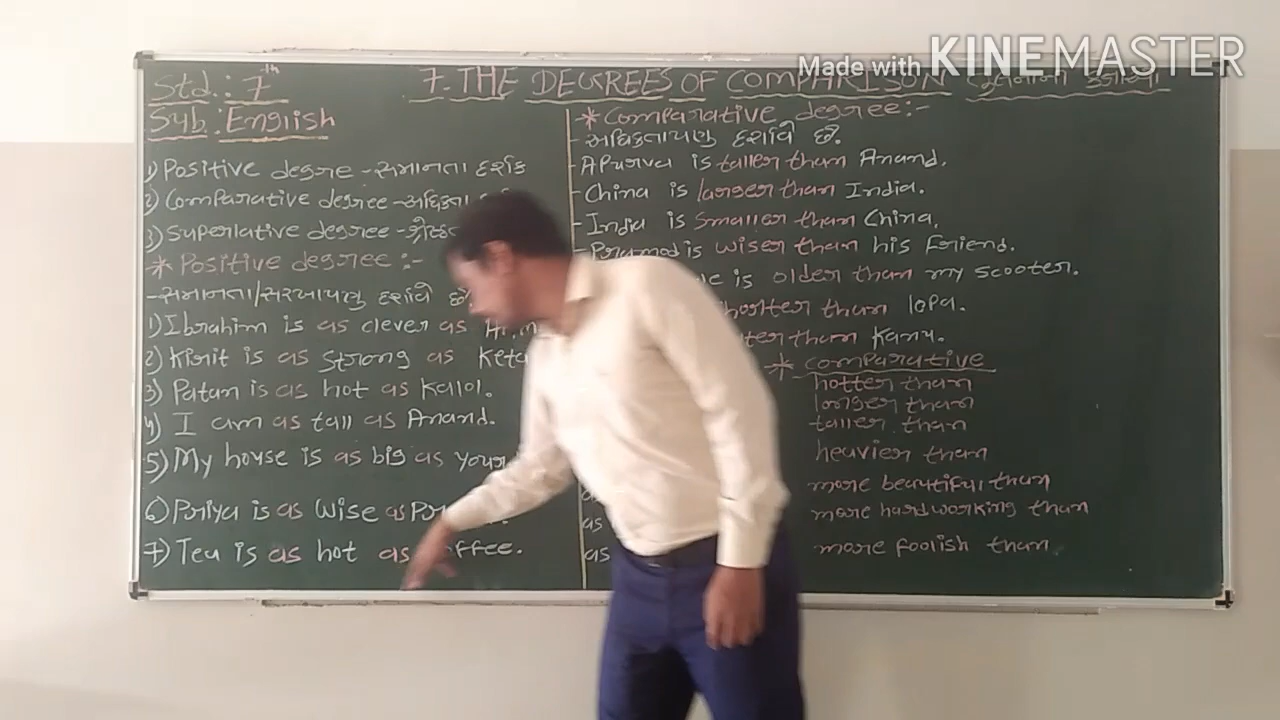 Made with KINEMASTER
Std.: 7th
Sub: English
7. THE DEGREES OF COMPARISON
1) Positive degree - સમાનતા દર્શક
2) Comparative degree - અધિકતા
3) Superlative degree -
* Positive degree :-
- સમાનતા/સરખાપણુ દર્શાવે છે.
1) Ibrahim is as clever as
2) Kirit is as strong as
3) Patan is as hot as Kallol.
4) I am as tall as Anand.
5) My house is as big as
6) Priya is as wise as
7) Tea is as hot as
* Comparative degree :-
- અધિકતાપણુ દર્શાવે છે.
- Apurva is taller than Anand.
- China is larger than India.
- India is smaller than China.
- Pramod is wiser than his friend.
is older than my scooter.
than lopa.
than Kanu.
* comparative
hotter than
longer than
taller than
heavier than
more beautiful than
as more hardworking than
as more foolish than